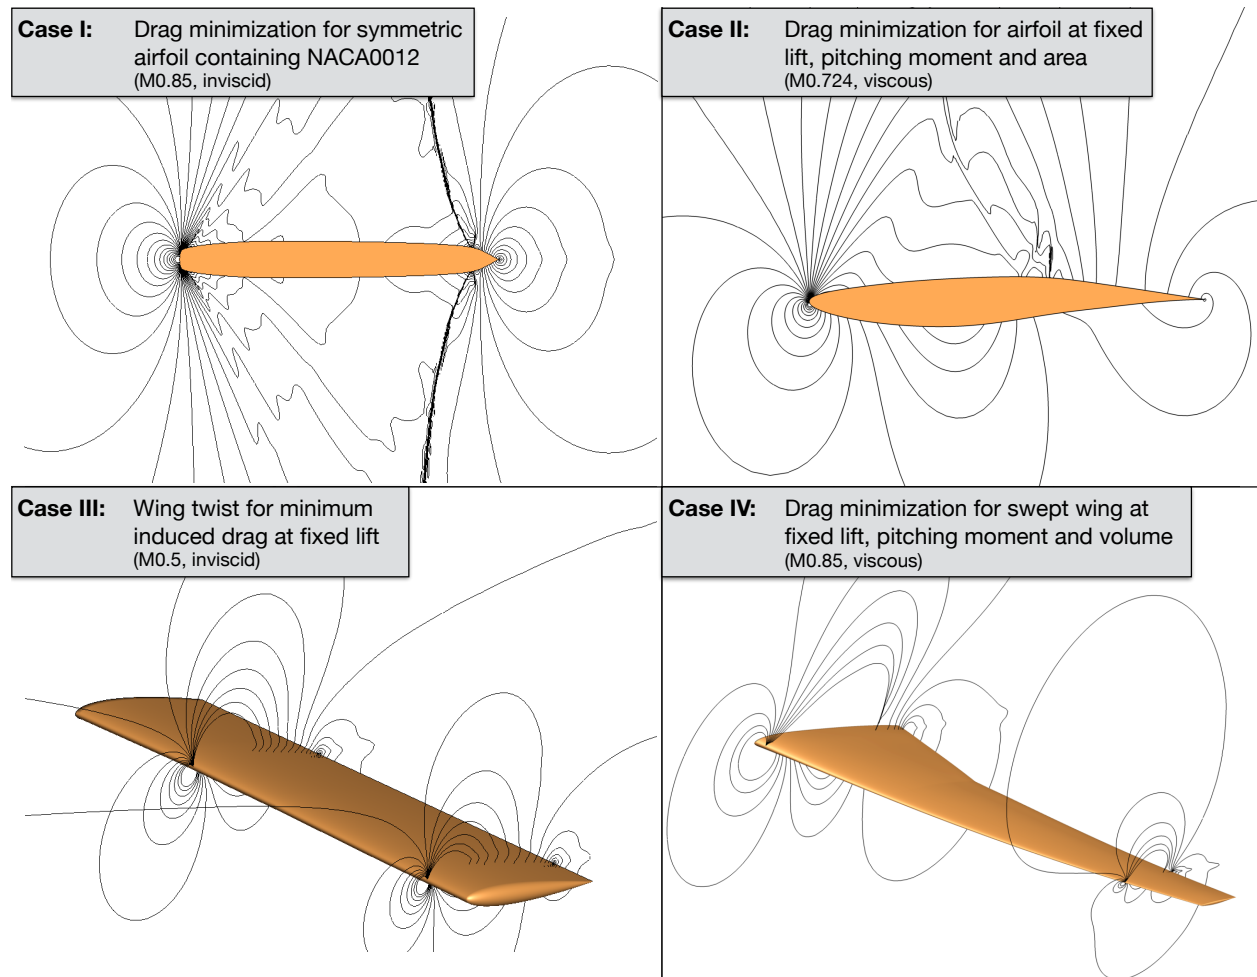 Case I: Drag minimization for symmetric
airfoil containing NACA0012
(M0.85, inviscid)
Case II: Drag minimization for airfoil at fixed
lift, pitching moment and area
(M0.724, viscous)
Case III: Wing twist for minimum
induced drag at fixed lift
(M0.5, inviscid)
Case IV: Drag minimization for swept wing at
fixed lift, pitching moment and volume
(M0.85, viscous)